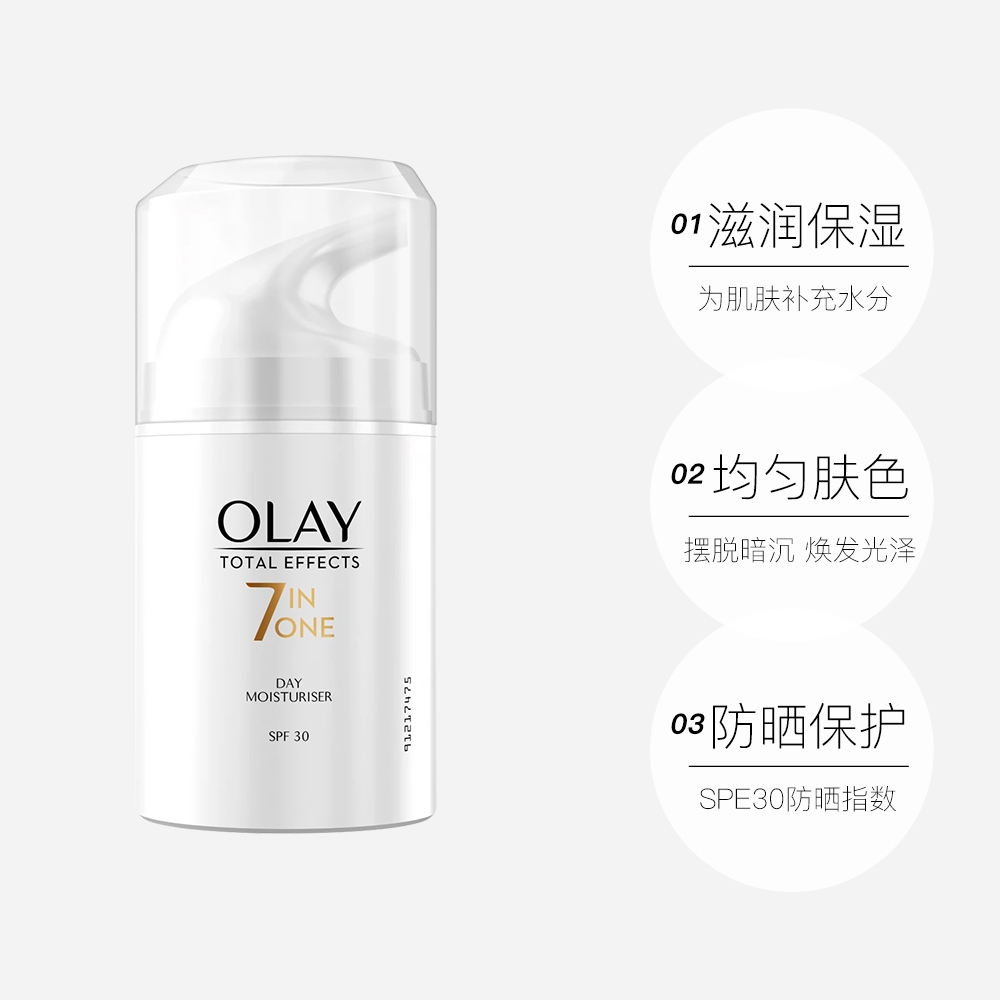 OLAY
TOTAL EFFECTS
7 IN
ONE
DAY
MOISTURISER
SPF 30
91217475
01 滋润保湿
为肌肤补充水分
02 均匀肤色
摆脱暗沉 焕发光泽
03 防晒保护
SPE30防晒指数